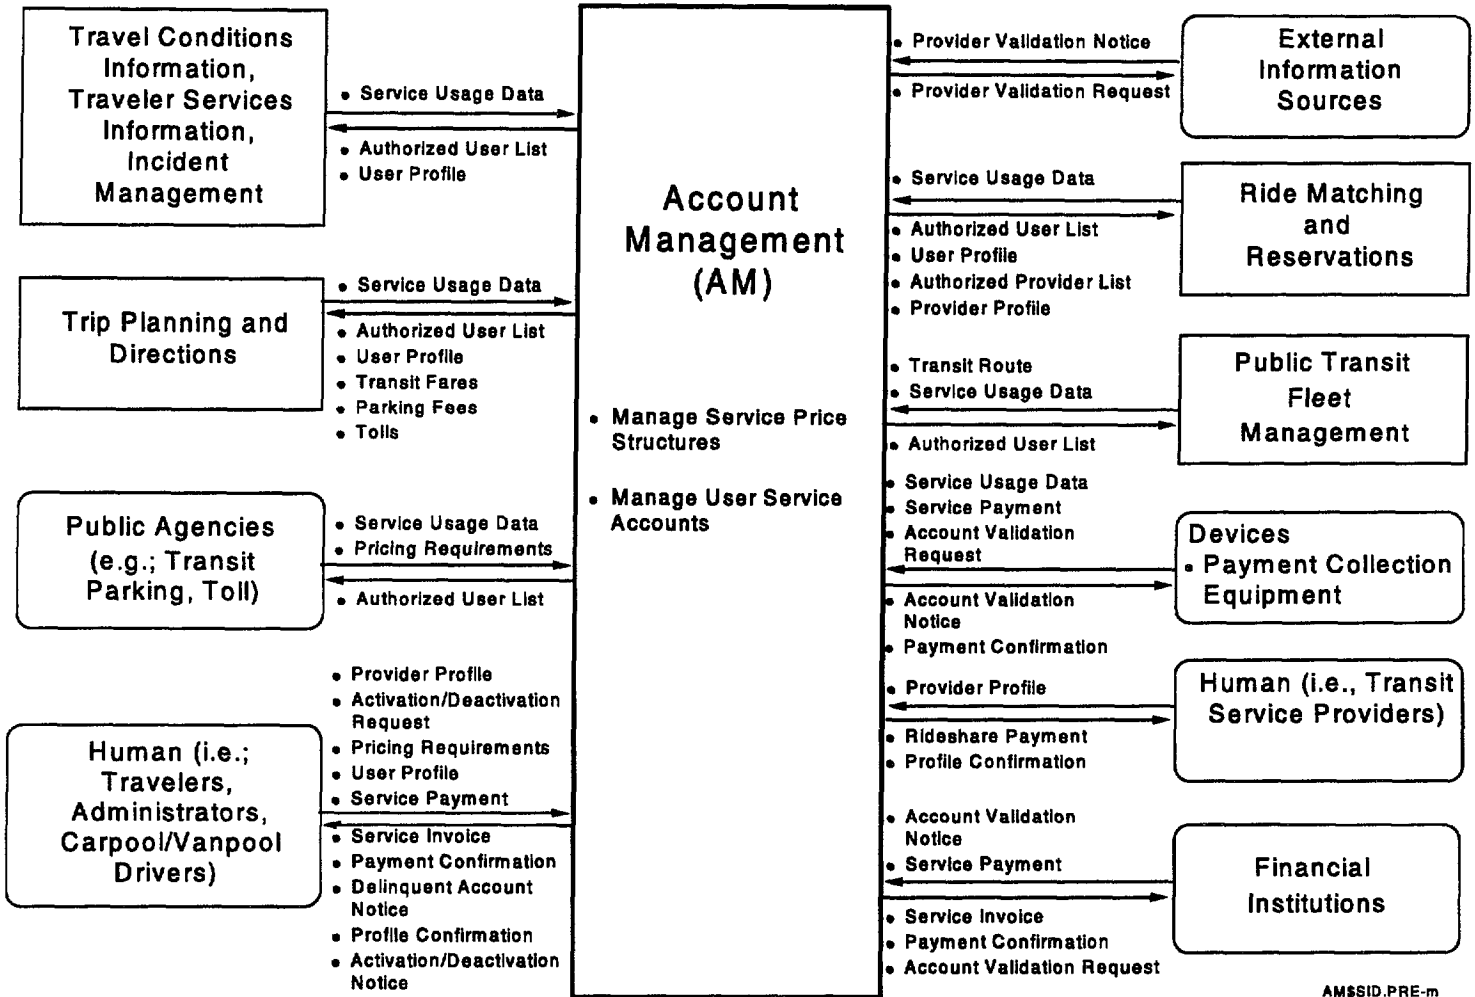 Travel Conditions
Information,
Traveler Services
Information,
Incident
Management
• Service Usage Data
• Authorized User List
• User Profile
Trip Planning and
Directions
• Service Usage Data
• Authorized User List
• User Profile
• Transit Fares
• Parking Fees
• Tolls
Public Agencies
(e.g.; Transit
Parking, Toll)
• Service Usage Data
• Pricing Requirements
• Authorized User List
Human (i.e.;
Travelers,
Administrators,
Carpool/Vanpool
Drivers)
• Provider Profile
• Activation/Deactivation
Request
• Pricing Requirements
• User Profile
• Service Payment
• Service Invoice
• Payment Confirmation
• Delinquent Account
Notice
• Profile Confirmation
• Activation/Deactivation
Notice
Account
Management
(AM)
• Manage Service Price
Structures
• Manage User Service
Accounts
• Provider Validation Notice
• Provider Validation Request
External
Information
Sources
• Service Usage Data
• Authorized User List
• User Profile
• Authorized Provider List
• Provider Profile
Ride Matching
and
Reservations
• Transit Route
• Service Usage Data
• Authorized User List
Public Transit
Fleet
Management
• Service Usage Data
• Service Payment
• Account Validation
Request
• Account Validation
Notice
• Payment Confirmation
Devices
• Payment Collection
Equipment
• Provider Profile
• Rideshare Payment
• Profile Confirmation
Human (i.e., Transit
Service Providers)
• Account Validation
Notice
• Service Payment
• Service Invoice
• Payment Confirmation
• Account Validation Request
Financial
Institutions
AMSSID.PRE-m